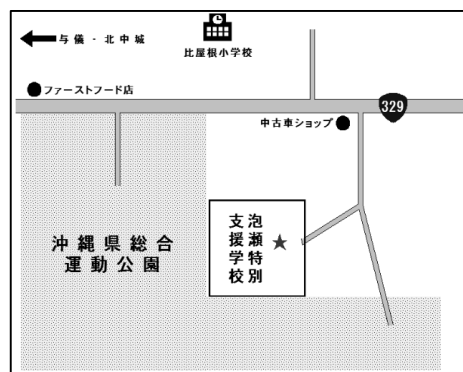 与儀・北中城
比屋根小学校
ファーストフード店
329
中古車ショップ
沖縄県総合
運動公園
泡瀬特別
支援学校